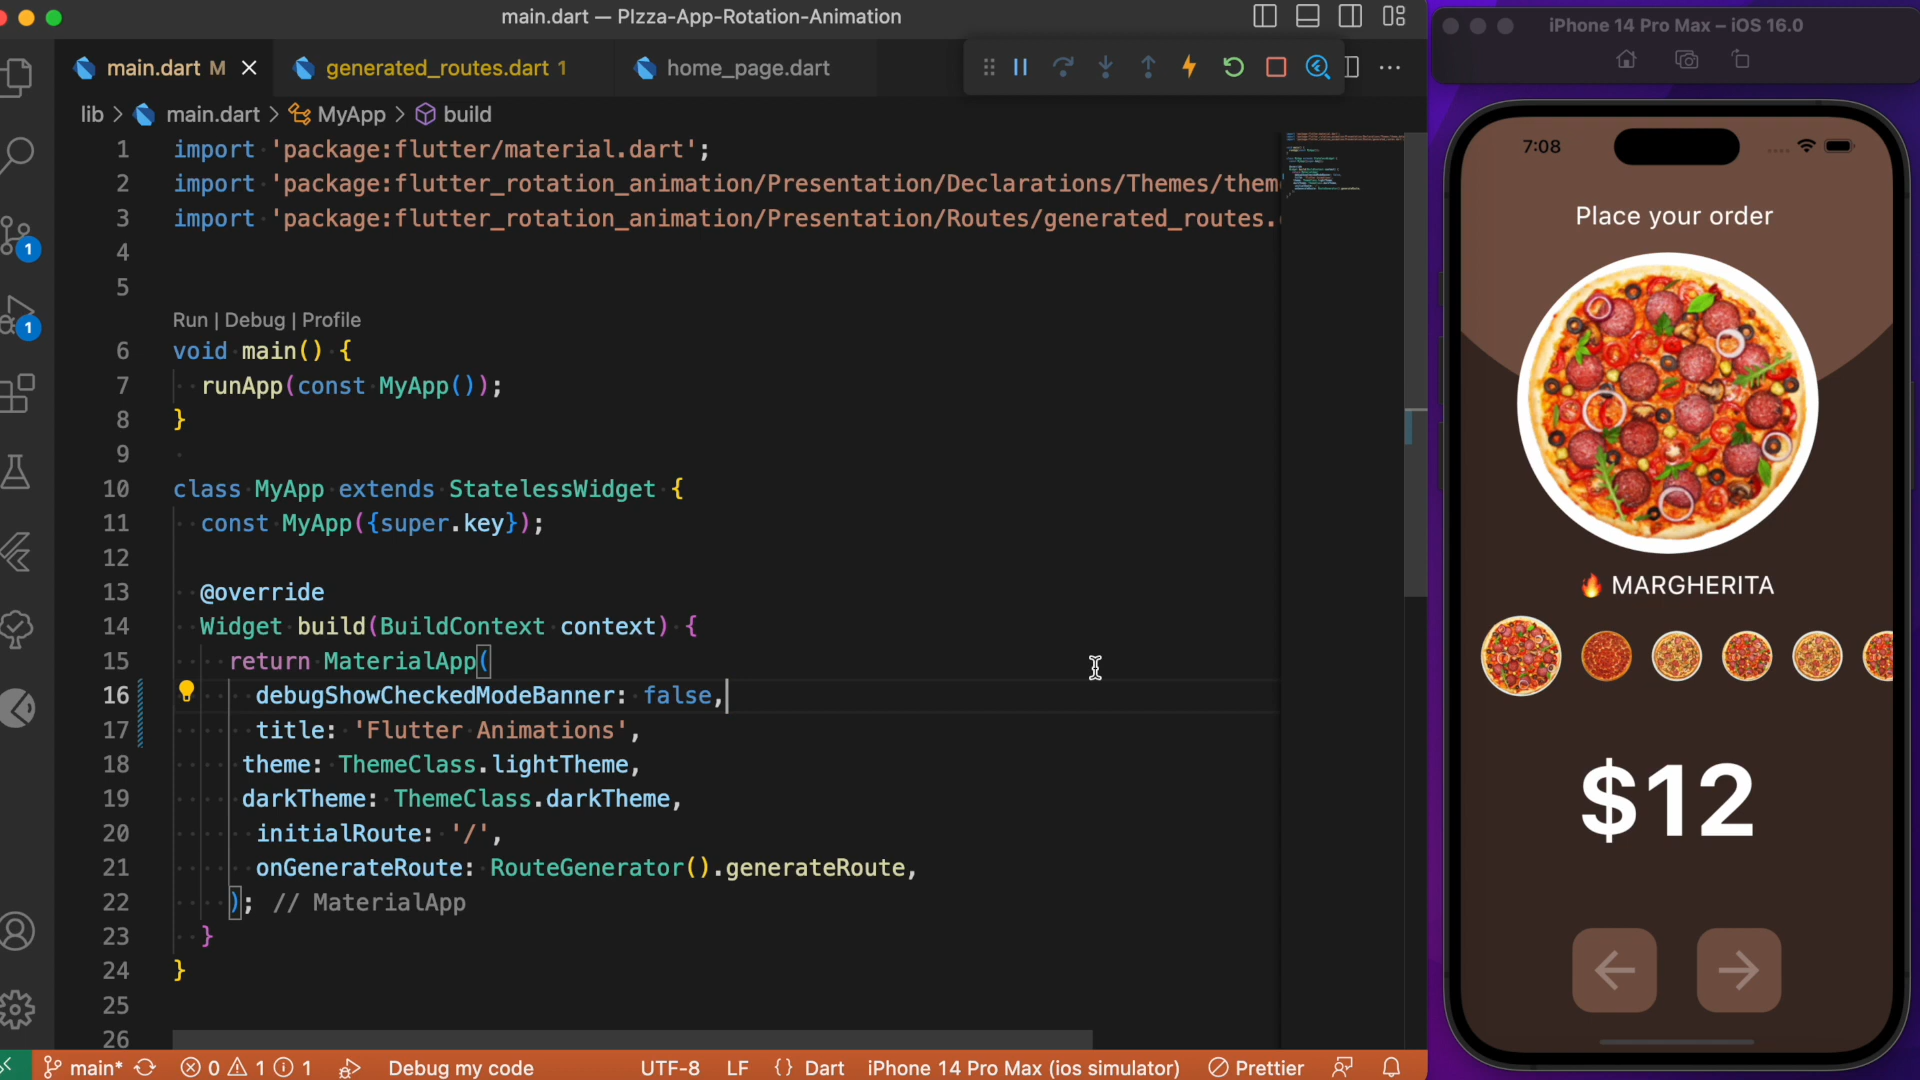 main.dart — PIzza-App-Rotation-Animation
main.dart M
generated_routes.dart 1
home_page.dart
lib > main.dart > MyApp > build
1 import 'package:flutter/material.dart';
2 import 'package:flutter_rotation_animation/Presentation/Declarations/Themes/them
3 import 'package:flutter_rotation_animation/Presentation/Routes/generated_routes.
4
5
Run | Debug | Profile
6 void main() {
7 runApp(const MyApp());
8 }
9
10 class MyApp extends StatelessWidget {
11 const MyApp({super.key});
12
13 @override
14 Widget build(BuildContext context) {
15 return MaterialApp(
16 debugShowCheckedModeBanner: false,
17 title: 'Flutter Animations',
18 theme: ThemeClass.lightTheme,
19 darkTheme: ThemeClass.darkTheme,
20 initialRoute: '/',
21 onGenerateRoute: RouteGenerator().generateRoute,
22 ); // MaterialApp
23 }
24 }
25
26
1
1
main* 0 1 1 Debug my code UTF-8 LF {} Dart iPhone 14 Pro Max (ios simulator) Prettier
iPhone 14 Pro Max – iOS 16.0
7:08
Place your order
🔥 MARGHERITA
$12